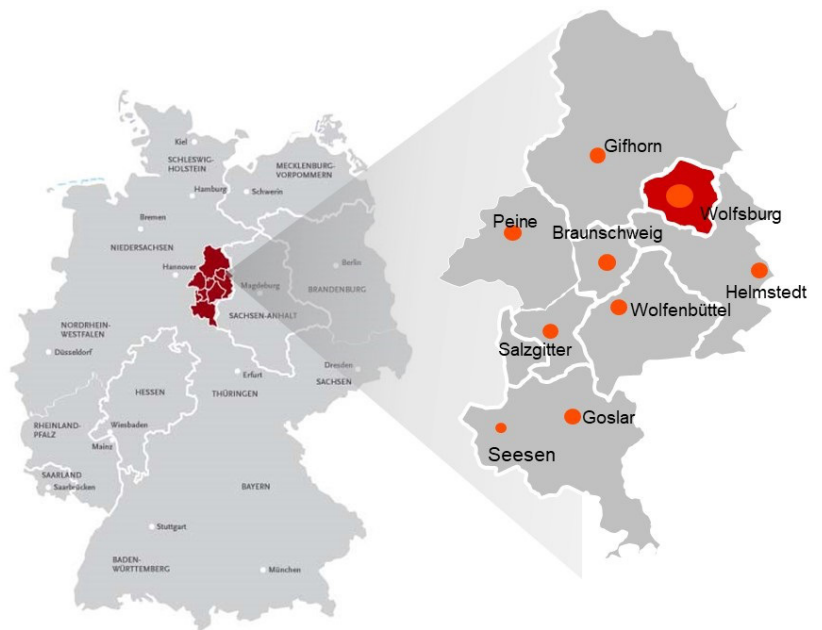 Kiel
SCHLESWIG-
HOLSTEIN
MECKLENBURG-
VORPOMMERN
Hamburg
Schwerin
Bremen
NIEDERSACHSEN
Hannover
Berlin
Magdeburg
BRANDENBURG
SACHSEN-ANHALT
NORDRHEIN-
WESTFALEN
Düsseldorf
Dresden
SACHSEN
Erfurt
THÜRINGEN
HESSEN
RHEINLAND-
PFALZ
Wimbaden
Mainz
SAARLAND
Saarbrücken
BAYERN
Stuttgart
BADEN-
WÜRTTEMBERG
München
Gifhorn
Wolfsburg
Peine
Braunschweig
Helmstedt
Wolfenbüttel
Salzgitter
Goslar
Seesen